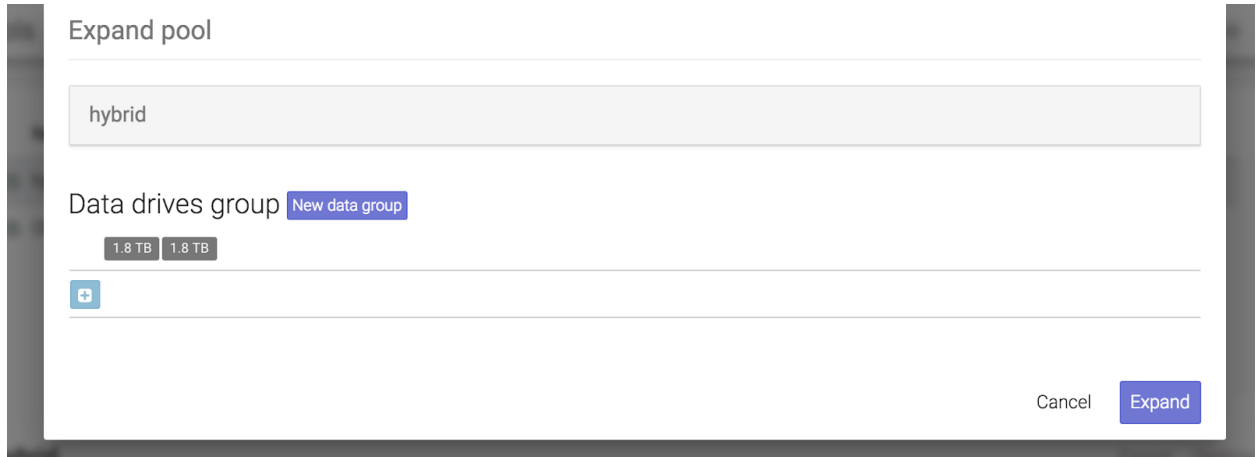 Expand pool
hybrid
Data drives group New data group
1.8 TB 1.8 TB
Cancel Expand